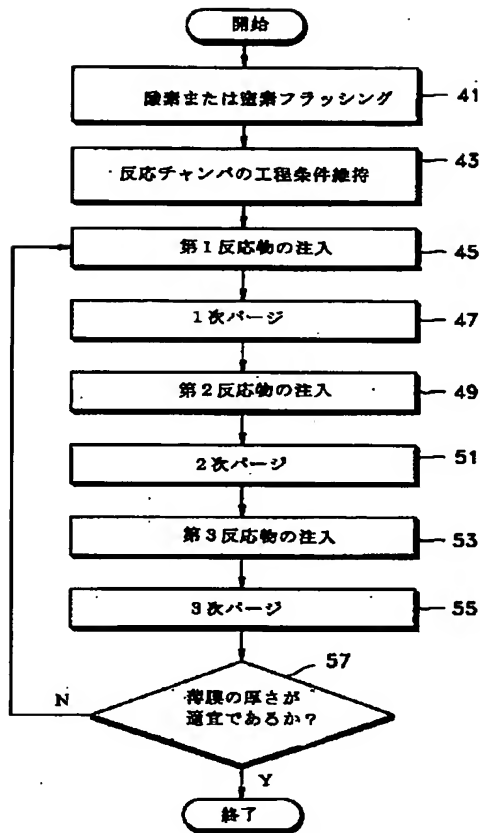 開始
酸素または窒素フラッシング
41
反応チャンバの工程条件維持
43
第1反応物の注入
45
1次パージ
47
第2反応物の注入
49
2次パージ
51
第3反応物の注入
53
3次パージ
55
57
薄膜の厚さが
適宜であるか?
N
Y
終了